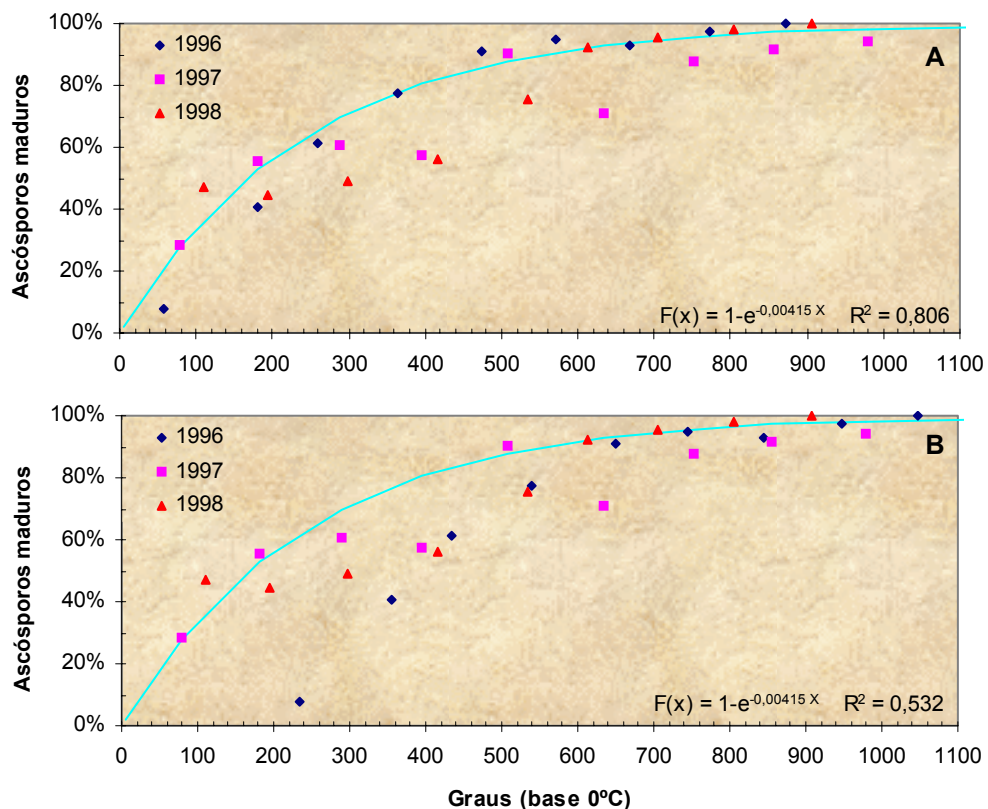 100%
80%
60%
40%
20%
0%
Ascósporos maduros
1996
1997
1998
A
F(x) = 1-e^-0,00415 X R² = 0,806
0 100 200 300 400 500 600 700 800 900 1000 1100
100%
80%
60%
40%
20%
0%
Ascósporos maduros
1996
1997
1998
B
F(x) = 1-e^-0,00415 X R² = 0,532
0 100 200 300 400 500 600 700 800 900 1000 1100
Graus (base 0ºC)